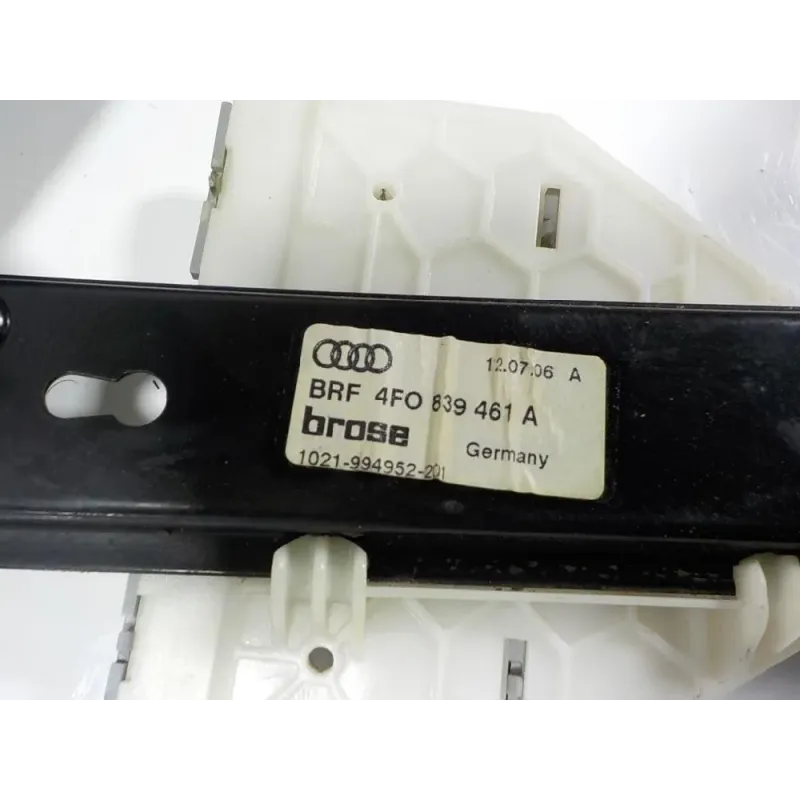 12.07.06 A
BRF 4F0 839 461 A
brose
Germany
1021-994952-201